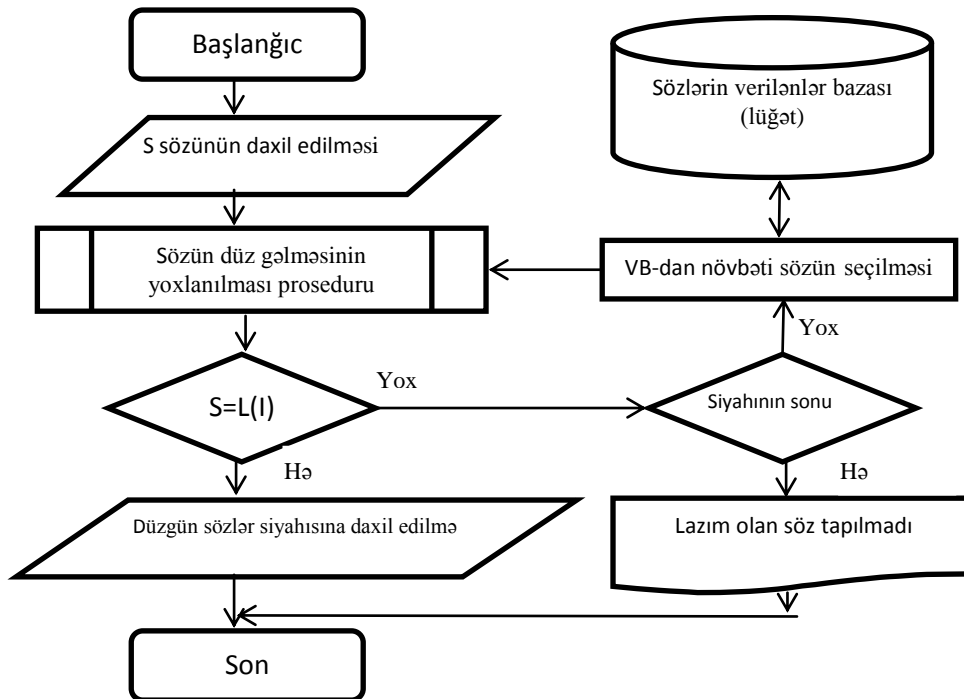 Başlanğıc
Sözlərin verilənlər bazası
(lüğət)
S sözünün daxil edilməsi
Sözün düz gəlməsinin
yoxlanılması proseduru
VB-dan növbəti sözün seçilməsi
Yox
Yox
S=L(I)
Siyahının sonu
Hə
Hə
Düzgün sözlər siyahısına daxil edilmə
Lazım olan söz tapılmadı
Son